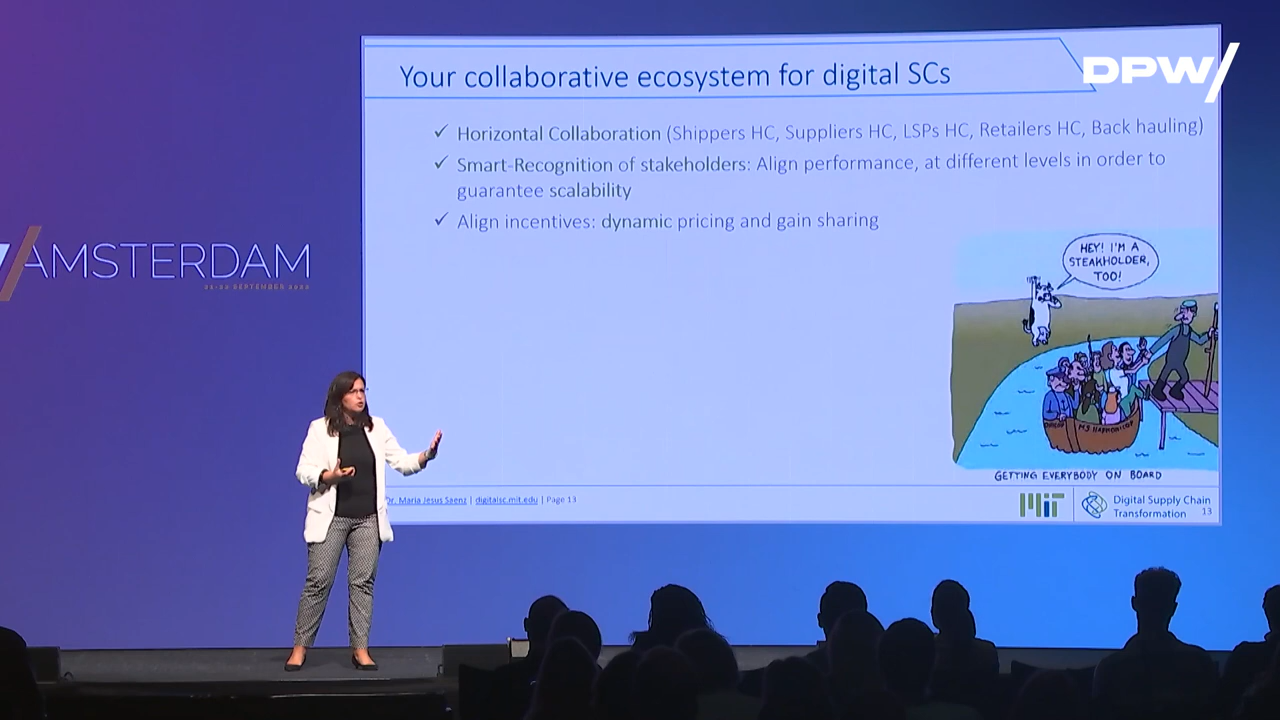 Your collaborative ecosystem for digital SCs
DPW/
✓ Horizontal Collaboration (Shippers HC, Suppliers HC, LSPs HC, Retailers HC, Back hauling)
✓ Smart-Recognition of stakeholders: Align performance, at different levels in order to
guarantee scalability
✓ Align incentives: dynamic pricing and gain sharing
AMSTERDAM
HEY! I'M A
STEAKHOLDER,
TOO!
GETTING EVERYBODY ON BOARD
Dr. Maria Jesus Saenz | digitalsc.mit.edu | Page 13
MIT
Digital Supply Chain
Transformation
13